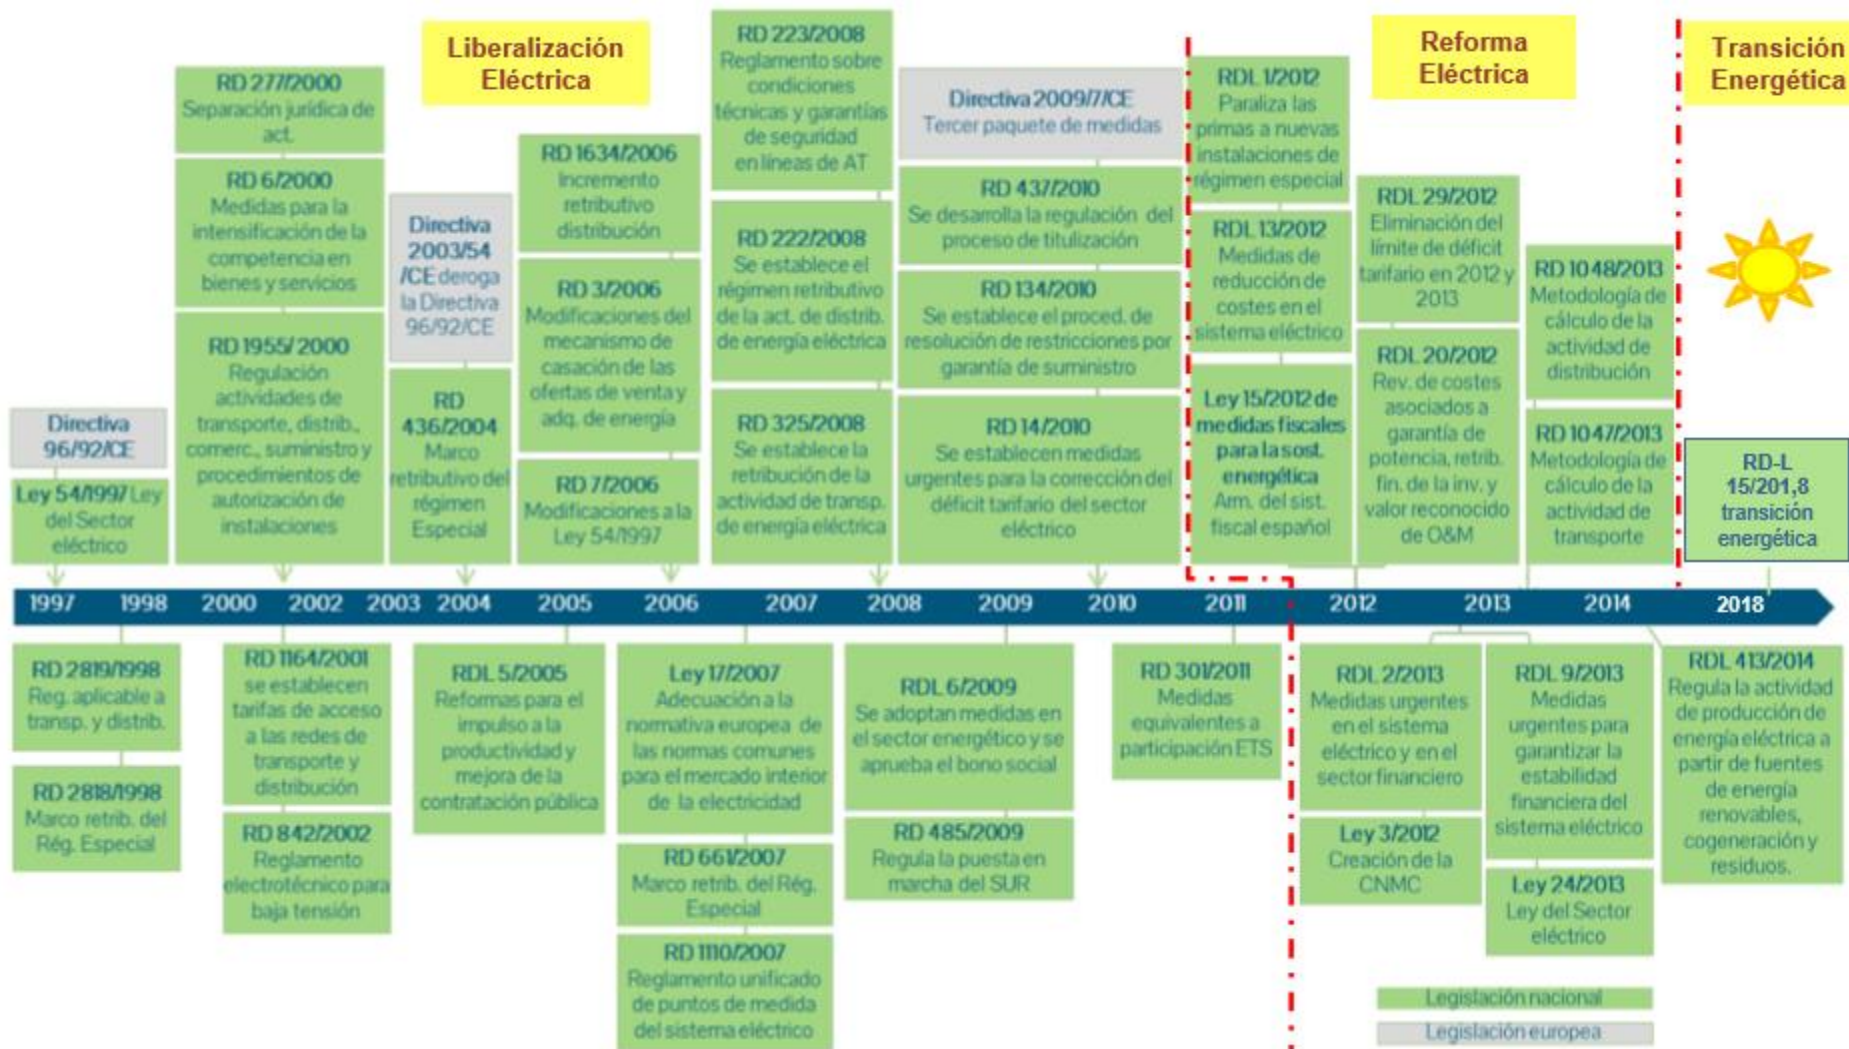 Liberalización
Eléctrica
Reforma
Eléctrica
Transición
Energética
Directiva
96/92/CE
Ley 54/1997 Ley
del Sector
eléctrico
RD 277/2000
Separación jurídica de
act.
RD 6/2000
Medidas para la
intensificación de la
competencia en
bienes y servicios
RD 1955/2000
Regulación
actividades de
transporte, distrib.,
comerc., suministro y
procedimientos de
autorización de
instalaciones
Directiva
2003/54
/CE deroga
la Directiva
96/92/CE
RD
436/2004
Marco
retributivo del
régimen
Especial
RD 1634/2006
Incremento
retributivo
distribución
RD 3/2006
Modificaciones del
mecanismo de
casación de las
ofertas de venta y
adq. de energía
RD 7/2006
Modificaciones a la
Ley 54/1997
RD 223/2008
Reglamento sobre
condiciones
técnicas y garantías
de seguridad
en líneas de AT
RD 222/2008
Se establece el
régimen retributivo
de la act. de distrib.
de energía eléctrica
RD 325/2008
Se establece la
retribución de la
actividad de transp.
de energía eléctrica
Directiva 2009/7/CE
Tercer paquete de medidas
RD 437/2010
Se desarrolla la regulación del
proceso de titulización
RD 134/2010
Se establece el proced. de
resolución de restricciones por
garantía de suministro
RD 14/2010
Se establecen medidas
urgentes para la corrección del
déficit tarifario del sector
eléctrico
RDL 1/2012
Paraliza las
primas a nuevas
instalaciones de
régimen especial
RDL 13/2012
Medidas de
reducción de
costes en el
sistema eléctrico
Ley 15/2012 de
medidas fiscales
para la sost.
energética
Arm. del sist.
fiscal español
RDL 29/2012
Eliminación del
límite de déficit
tarifario en 2012 y
2013
RDL 20/2012
Rev. de costes
asociados a
garantía de
potencia, retrib.
fin. de la inv. y
valor reconocido
de O&M
RD 1048/2013
Metodología de
cálculo de la
actividad de
distribución
RD 1047/2013
Metodología de
cálculo de la
actividad de
transporte
RD-L
15/201,8
transición
energética
1997 1998 2000 2002 2003 2004 2005 2006 2007 2008 2009 2010 2011 2012 2013 2014 2018
RD 2819/1998
Reg. aplicable a
transp. y distrib.
RD 2818/1998
Marco retrib. del
Rég. Especial
RD 1164/2001
se establecen
tarifas de acceso
a las redes de
transporte y
distribución
RD 842/2002
Reglamento
electrotécnico para
baja tensión
RDL 5/2005
Reformas para el
impulso a la
productividad y
mejora de la
contratación pública
Ley 17/2007
Adecuación a la
normativa europea de
las normas comunes
para el mercado interior
de la electricidad
RD 661/2007
Marco retrib. del Rég.
Especial
RD 1110/2007
Reglamento unificado
de puntos de medida
del sistema eléctrico
RDL 6/2009
Se adoptan medidas en
el sector energético y se
aprueba el bono social
RD 485/2009
Regula la puesta en
marcha del SUR
RD 301/2011
Medidas
equivalentes a
participación ETS
RDL 2/2013
Medidas urgentes
en el sistema
eléctrico y en el
sector financiero
Ley 3/2012
Creación de la
CNMC
RDL 9/2013
Medidas
urgentes para
garantizar la
estabilidad
financiera del
sistema eléctrico
Ley 24/2013
Ley del Sector
eléctrico
RDL 413/2014
Regula la actividad
de producción de
energía eléctrica a
partir de fuentes
de energía
renovables,
cogeneración y
residuos.
Legislación nacional
Legislación europea